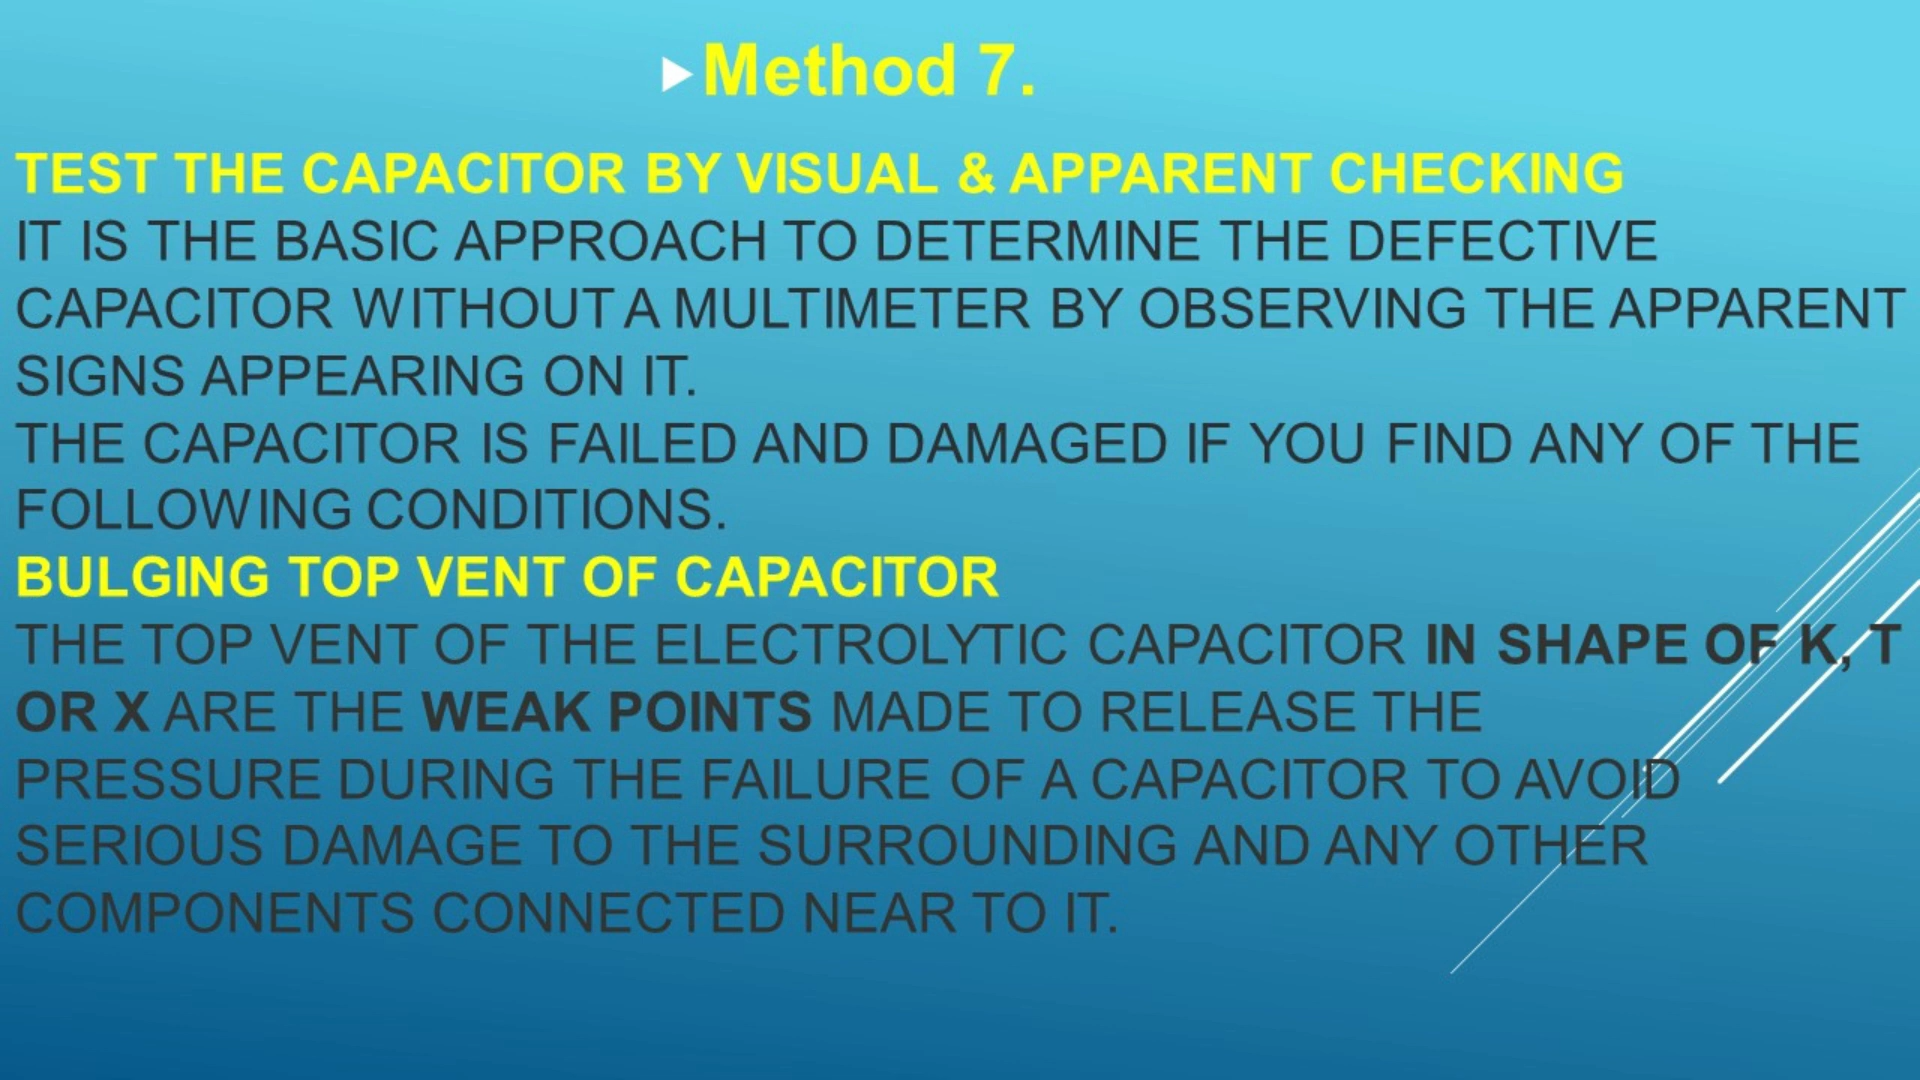 Method 7.
TEST THE CAPACITOR BY VISUAL & APPARENT CHECKING
IT IS THE BASIC APPROACH TO DETERMINE THE DEFECTIVE
CAPACITOR WITHOUT A MULTIMETER BY OBSERVING THE APPARENT
SIGNS APPEARING ON IT.
THE CAPACITOR IS FAILED AND DAMAGED IF YOU FIND ANY OF THE
FOLLOWING CONDITIONS.
BULGING TOP VENT OF CAPACITOR
THE TOP VENT OF THE ELECTROLYTIC CAPACITOR IN SHAPE OF K, T
OR X ARE THE WEAK POINTS MADE TO RELEASE THE
PRESSURE DURING THE FAILURE OF A CAPACITOR TO AVOID
SERIOUS DAMAGE TO THE SURROUNDING AND ANY OTHER
COMPONENTS CONNECTED NEAR TO IT.